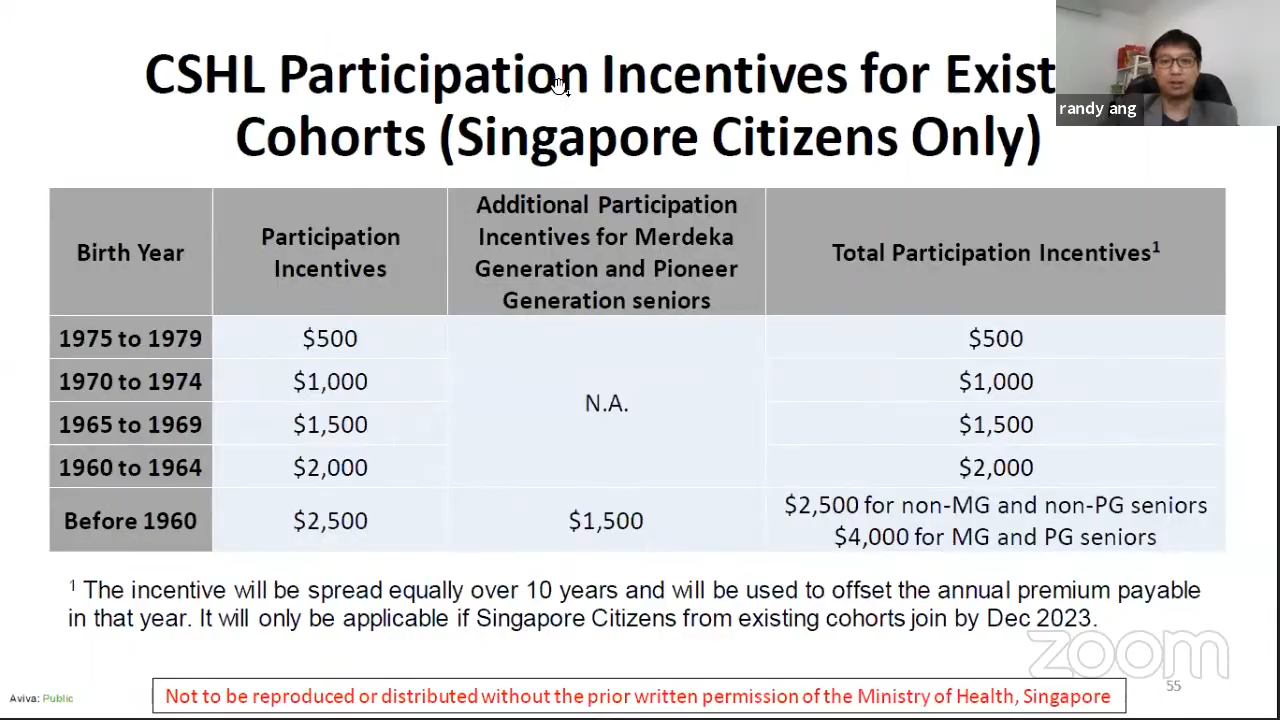 CSHL Participation Incentives for Exist
Cohorts (Singapore Citizens Only)
randy ang
Birth Year
Participation
Incentives
Additional Participation
Incentives for Merdeka
Generation and Pioneer
Generation seniors
Total Participation Incentives¹
1975 to 1979
$500
N.A.
$500
1970 to 1974
$1,000
$1,000
1965 to 1969
$1,500
$1,500
1960 to 1964
$2,000
$2,000
Before 1960
$2,500
$1,500
$2,500 for non-MG and non-PG seniors
$4,000 for MG and PG seniors
¹ The incentive will be spread equally over 10 years and will be used to offset the annual premium payable
in that year. It will only be applicable if Singapore Citizens from existing cohorts join by Dec 2023.
zoom
55
Aviva: Public
Not to be reproduced or distributed without the prior written permission of the Ministry of Health, Singapore